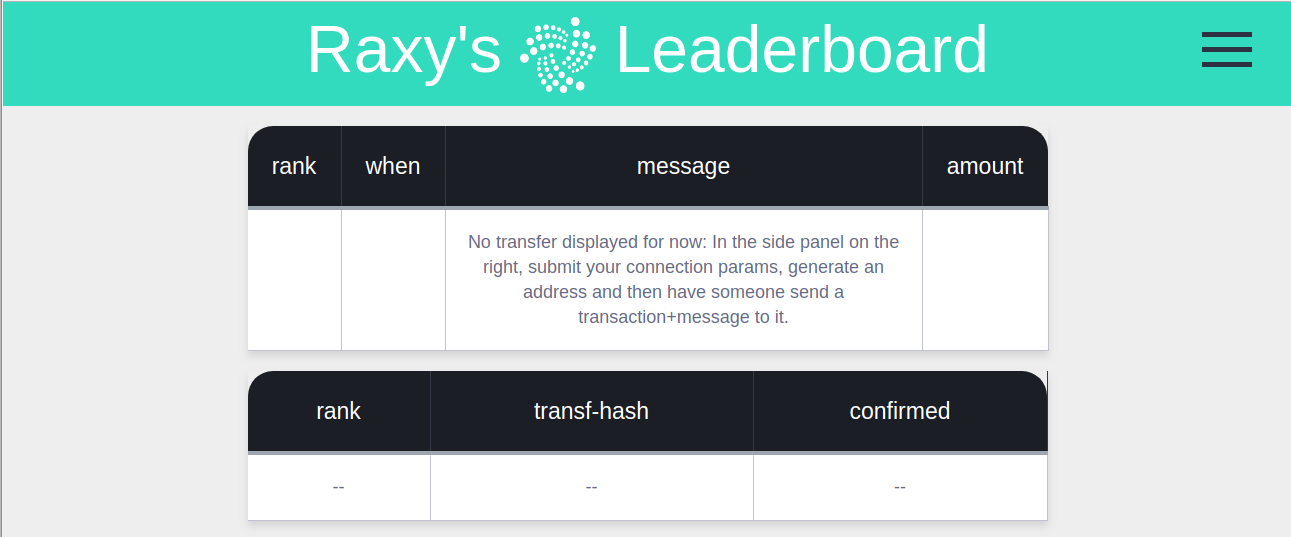 Raxy's Leaderboard
rank when message amount
No transfer displayed for now: In the side panel on the
right, submit your connection params, generate an
address and then have someone send a
transaction+message to it.
rank transf-hash confirmed
-- -- --